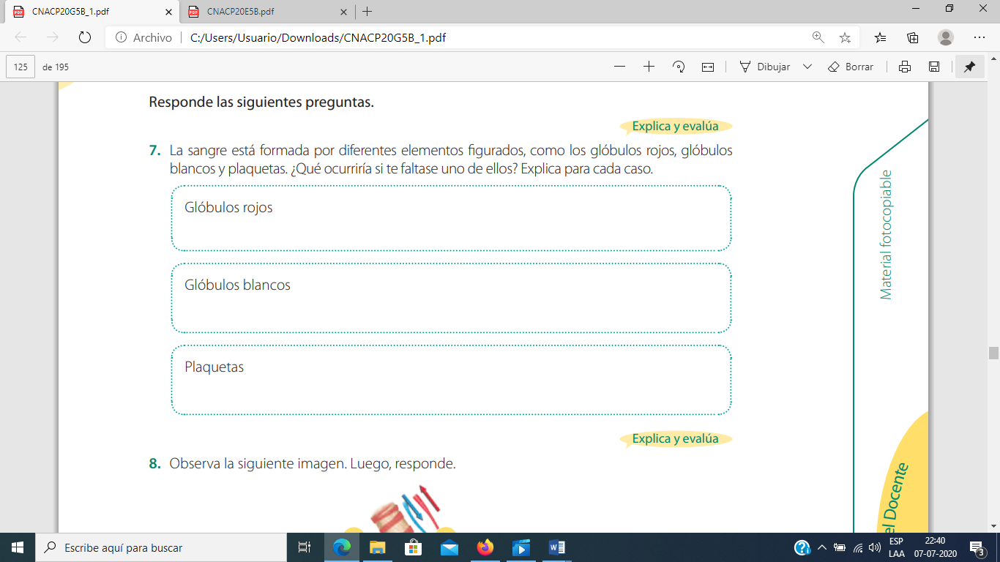 CNACP20G5B_1.pdf
CNACP20E5B.pdf
Archivo
C:/Users/Usuario/Downloads/CNACP20G5B_1.pdf
125 de 195
Dibujar
Borrar
Responde las siguientes preguntas.
Explica y evalúa
7. La sangre está formada por diferentes elementos figurados, como los glóbulos rojos, glóbulos
blancos y plaquetas. ¿Qué ocurriría si te faltase uno de ellos? Explica para cada caso.
Glóbulos rojos
Glóbulos blancos
Plaquetas
Material fotocopiable
Explica y evalúa
8. Observa la siguiente imagen. Luego, responde.
el Docente
Escribe aquí para buscar
ESP
LAA
22:40
07-07-2020
3